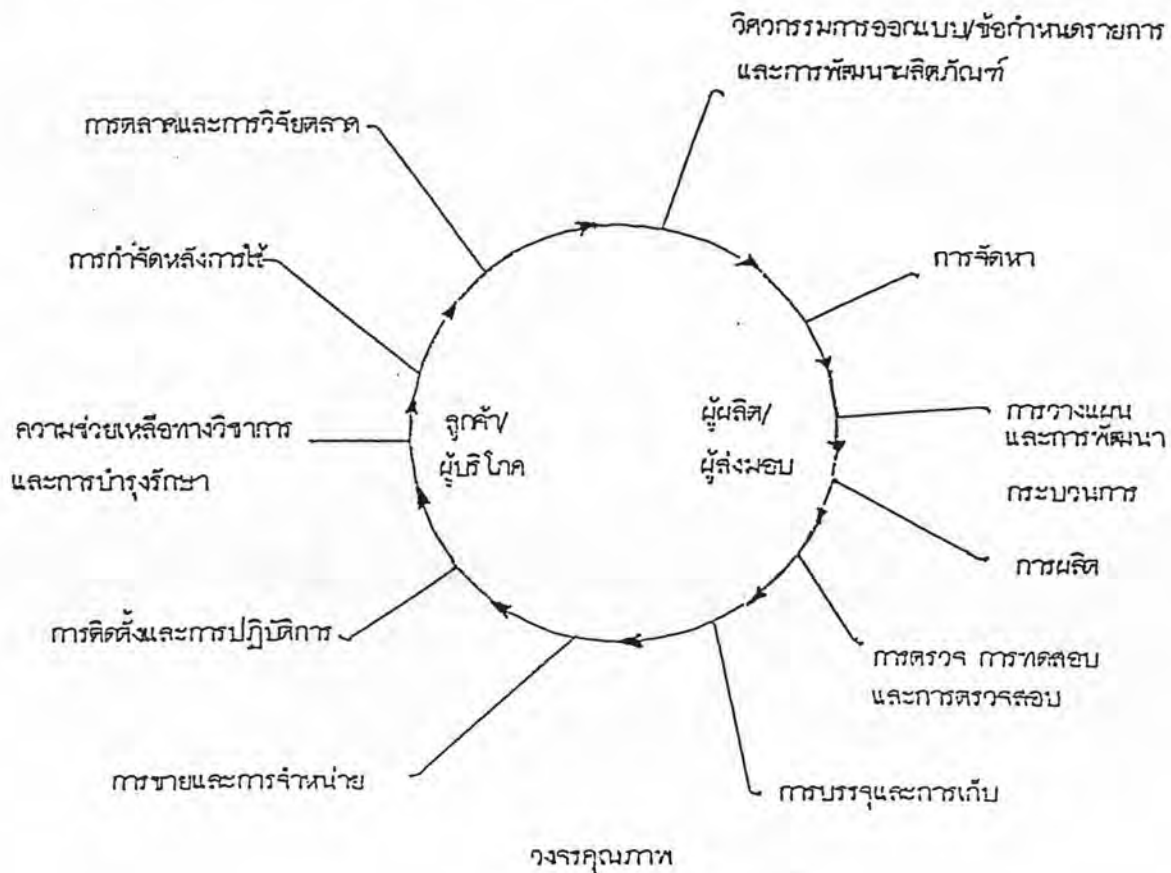 วิศวกรรมการออกแบบ/ข้อกำหนดรายการ
และการพัฒนาผลิตภัณฑ์
การตลาดและการวิจัยตลาด
การกำจัดหลังการใช้
การจัดหา
ลูกค้า/
ผู้บริโภค
ผู้ผลิต/
ผู้ส่งมอบ
การวางแผน
และการพัฒนา
กระบวนการ
ความช่วยเหลือทางวิชาการ
และการบำรุงรักษา
การผลิต
การติดตั้งและการปฏิบัติการ
การตรวจ การทดสอบ
และการตรวจสอบ
การขายและการจำหน่าย
การบรรจุและการเก็บ
วงจรคุณภาพ